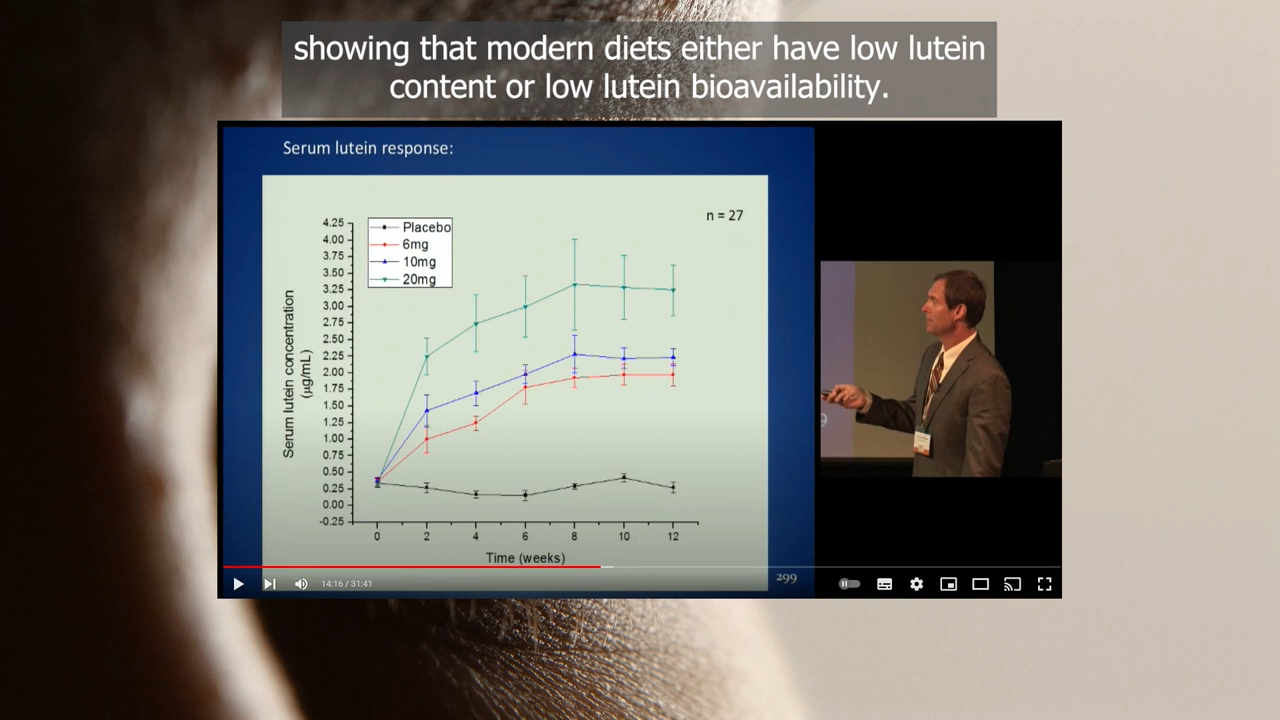 showing that modern diets either have low lutein
content or low lutein bioavailability.
Serum lutein response:
n = 27
Placebo
6mg
10mg
20mg
Serum lutein concentration
(µg/mL)
4.25
4.00
3.75
3.50
3.25
3.00
2.75
2.50
2.25
2.00
1.75
1.50
1.25
1.00
0.75
0.50
0.25
0.00
-0.25
0 2 4 6 8 10 12
Time (weeks)
299
14:16 / 31:41